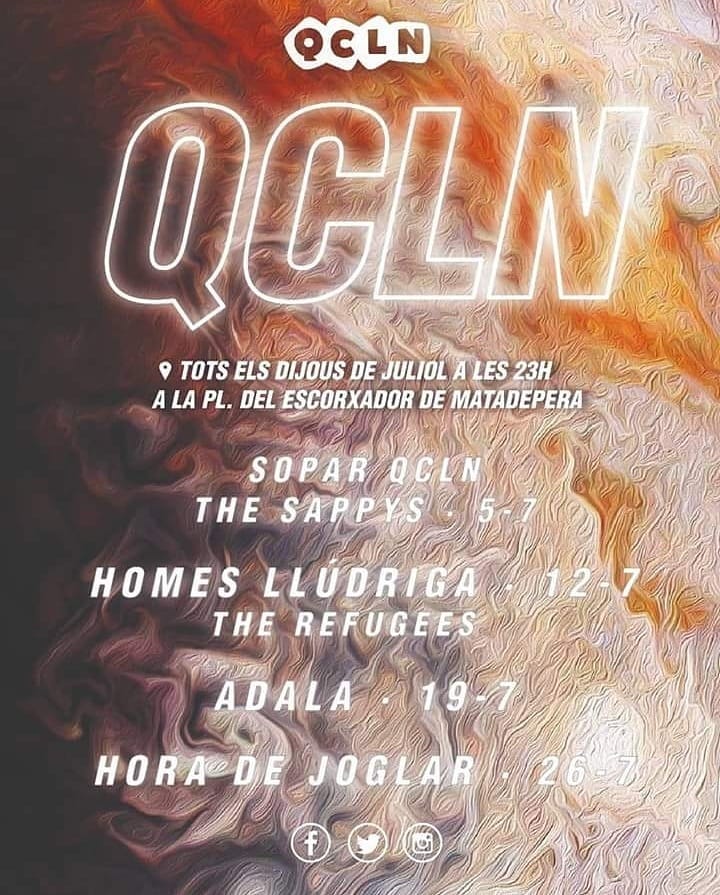 QCLN
QCLN
TOTS ELS DIJOUS DE JULIOL A LES 23H
A LA PL. DEL ESCORXADOR DE MATADEPERA
SOPAR QCLN
THE SAPPYS · 5-7
HOMES LLÚDRIGA · 12-7
THE REFUGEES
ADALA · 19-7
HORA DE JOGLAR · 26-7